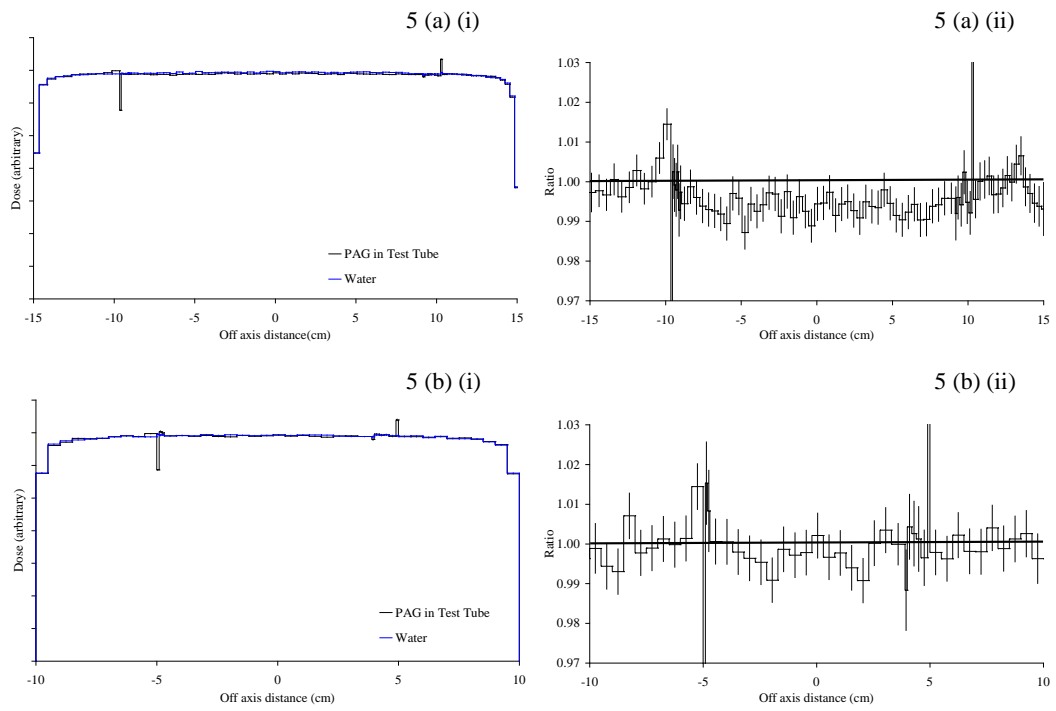 5 (a) (i)
Dose (arbitrary)
PAG in Test Tube
Water
-15 -10 -5 0 5 10 15
Off axis distance(cm)
5 (a) (ii)
Ratio
1.03
1.02
1.01
1.00
0.99
0.98
0.97
-15 -10 -5 0 5 10 15
Off axis distance (cm)
5 (b) (i)
Dose (arbitrary)
PAG in Test Tube
Water
-10 -5 0 5 10
Off axis distance (cm)
5 (b) (ii)
Ratio
1.03
1.02
1.01
1.00
0.99
0.98
0.97
-10 -5 0 5 10
Off axis distance (cm)